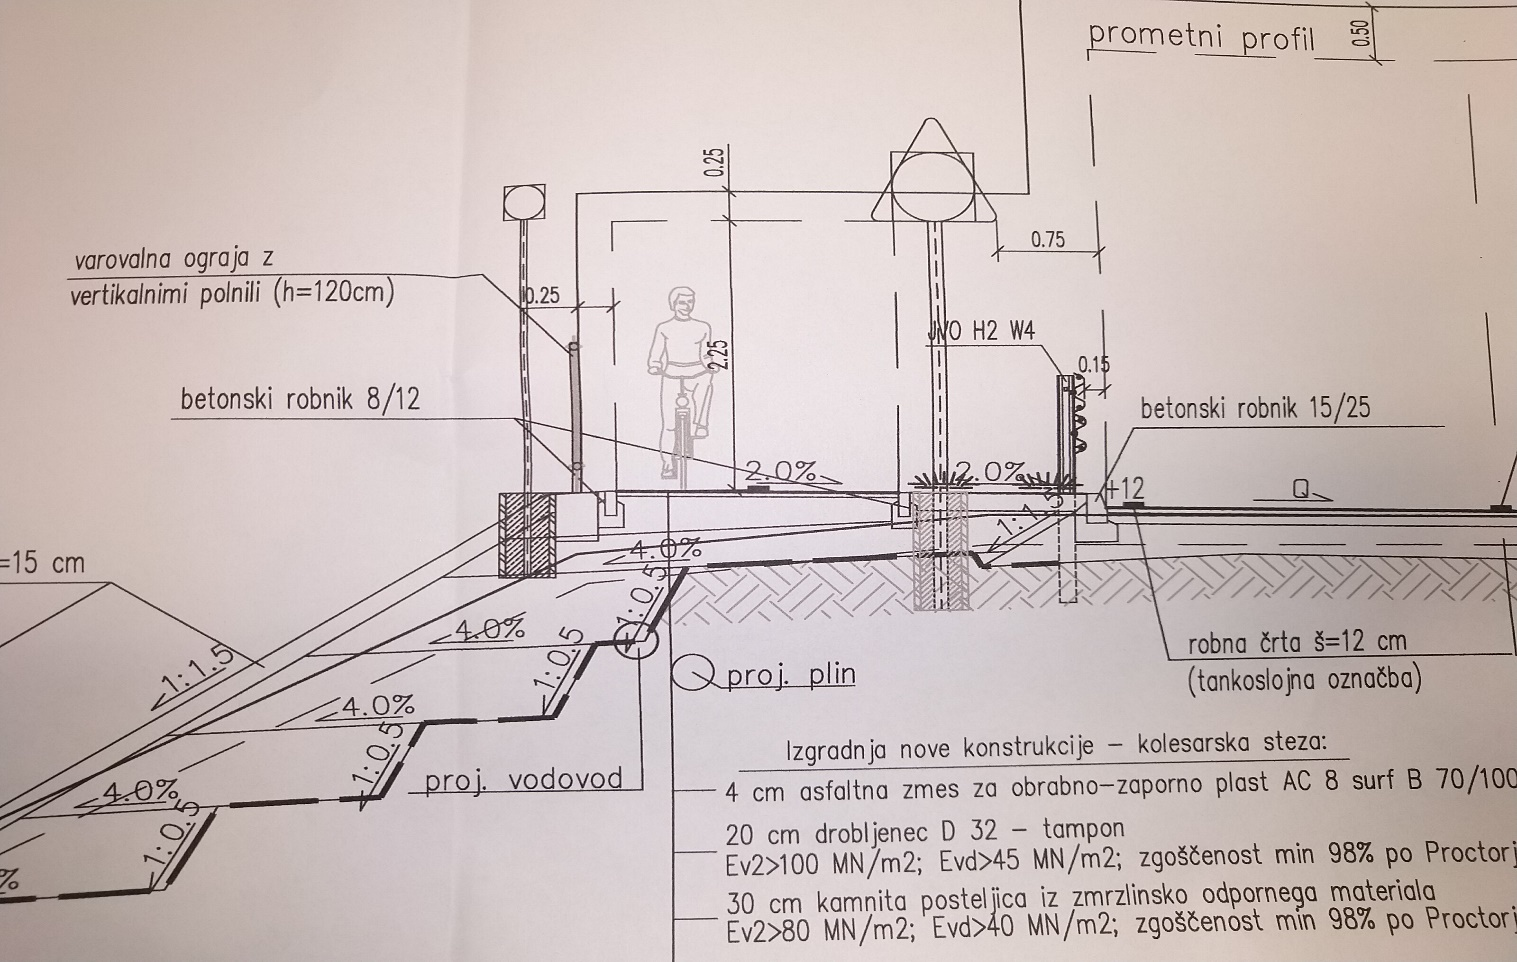 prometni profil
0.50
0.25
0.75
varovalna ograja z
vertikalnimi polnili (h=120cm)
0.25
2.25
JVO H2 W4
0.15
betonski robnik 8/12
betonski robnik 15/25
2.0%
2.0%
+12
Q
1:1.5
4.0%
=15 cm
1:0.5
4.0%
1:0.5
robna črta š=12 cm
(tankoslojna označba)
1:1.5
proj. plin
4.0%
1:0.5
proj. vodovod
4.0%
1:0.5
%
Izgradnja nove konstrukcije – kolesarska steza:
4 cm asfaltna zmes za obrabno–zaporno plast AC 8 surf B 70/100
20 cm drobljenec D 32 – tampon
Ev2>100 MN/m2; Evd>45 MN/m2; zgoščenost min 98% po Proctorj
30 cm kamnita posteljica iz zmrzlinsko odpornega materiala
Ev2>80 MN/m2; Evd>40 MN/m2; zgoščenost min 98% po Proctorj